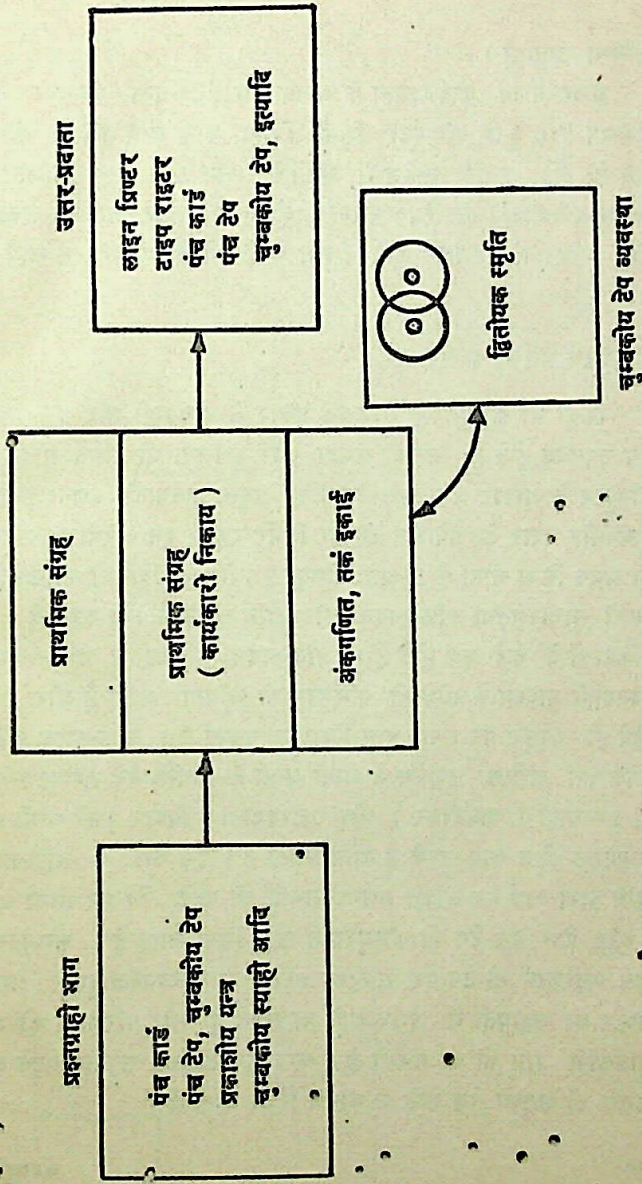 प्रश्नग्राही भाग
पंच कार्ड
पंच टेप, चुम्बकीय टेप
प्रकाशीय यन्त्र
चुम्बकीय स्याही आदि
प्राथमिक संग्रह
प्राथमिक संग्रह
( कार्यकारी निकाय )
अंकगणित, तर्क इकाई
उत्तर-प्रदाता
लाइन प्रिण्टर
टाइप राइटर
पंच कार्ड
पंच टेप
चुम्बकीय टेप, इत्यादि
द्वितीयक स्मृति
चुम्बकीय टेप व्यवस्था